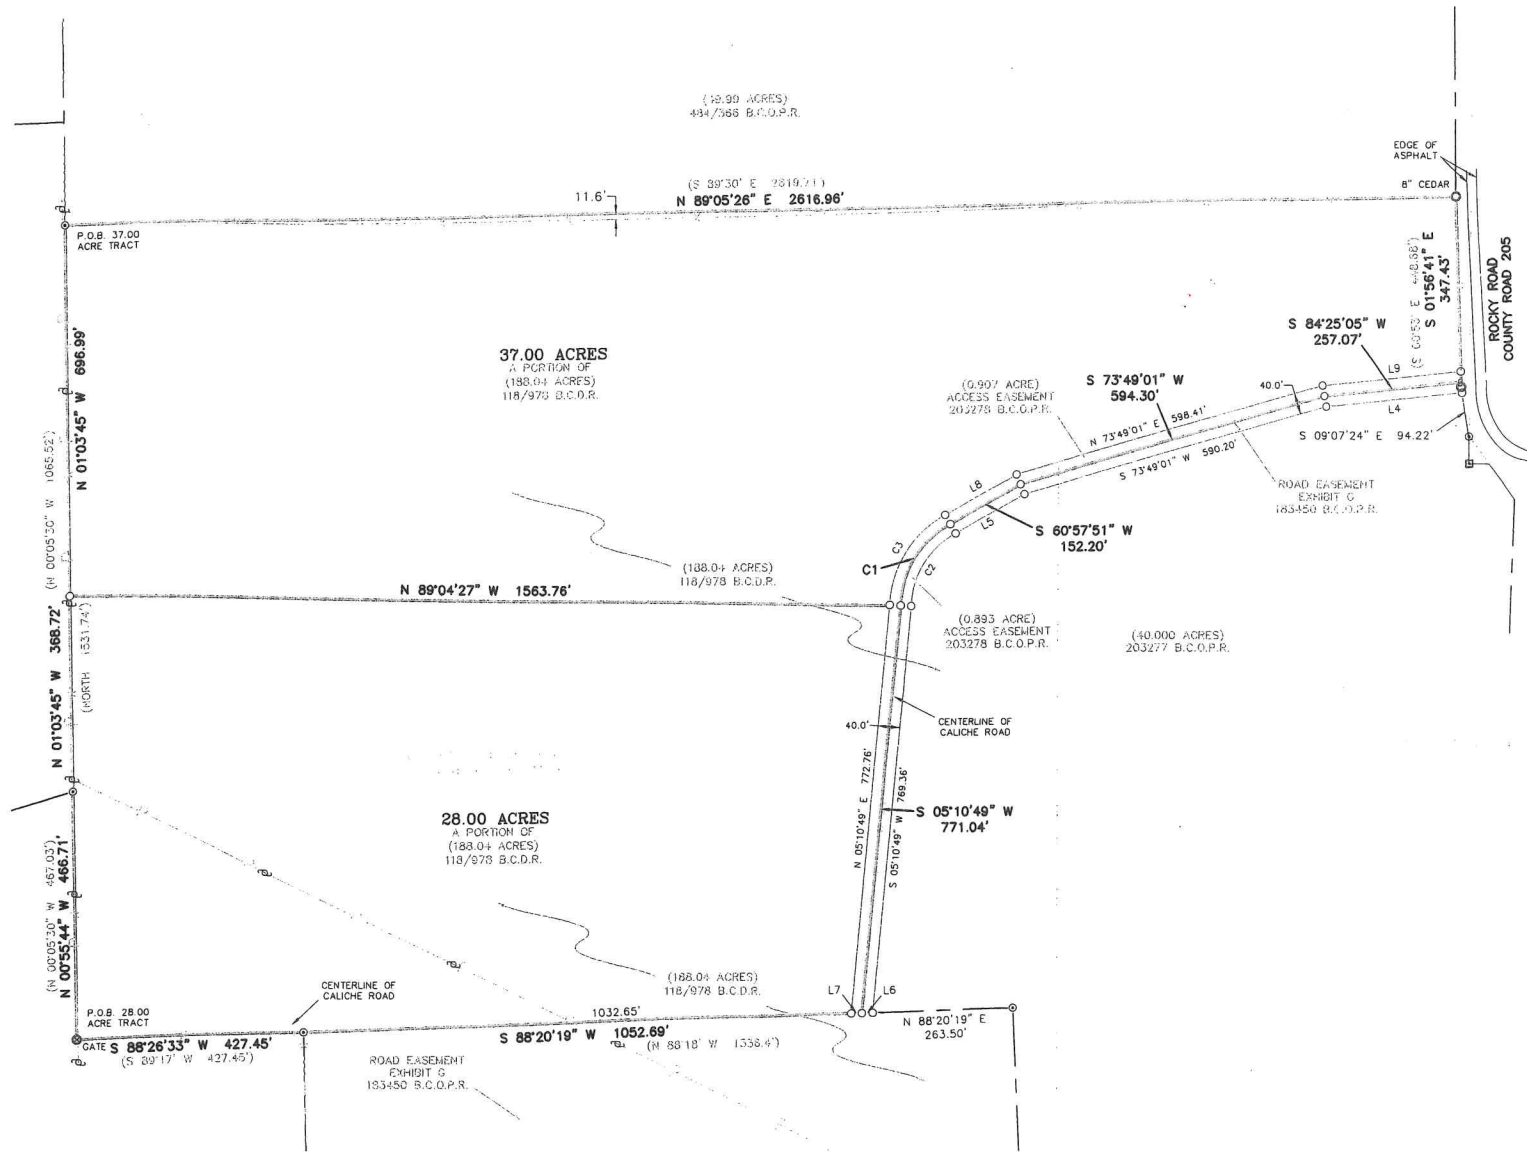 (19.99 ACRES)
484/366 B.C.O.P.R.
EDGE OF
ASPHALT
8" CEDAR
11.6'
(S 89°30' E 2619.71)
N 89°05'26" E 2616.96'
P.O.B. 37.00
ACRE TRACT
(S 00°53' E 448.88')
S 01°56'41" E
347.43'
ROCKY ROAD
COUNTY ROAD 205
S 84°25'05" W
257.07'
N 01°03'45" W 696.99'
(N 00°05'30" W 1065.52')
37.00 ACRES
A PORTION OF
(188.04 ACRES)
118/978 B.C.D.R.
(0.907 ACRE)
ACCESS EASEMENT
203278 B.C.O.P.R.
S 73°49'01" W
594.30'
40.0'
L9
L4
N 73°49'01" E 598.41'
S 73°49'01" W 590.20'
S 09°07'24" E 94.22'
ROAD EASEMENT
EXHIBIT G
183450 B.C.O.P.R.
L8
L5
S 60°57'51" W
152.20'
C3
C1
C2
N 89°04'27" W 1563.76'
(188.04 ACRES)
118/978 B.C.D.R.
N 01°03'45" W 368.72'
(NORTH 1531.74')
(0.893 ACRE)
ACCESS EASEMENT
203278 B.C.O.P.R.
(40.000 ACRES)
203277 B.C.O.P.R.
40.0'
CENTERLINE OF
CALICHE ROAD
N 05°10'49" E 772.76'
S 05°10'49" W 769.36'
S 05°10'49" W
771.04'
28.00 ACRES
A PORTION OF
(188.04 ACRES)
118/978 B.C.D.R.
(N 00°05'30" W 467.03')
N 00°55'44" W 466.71'
P.O.B. 28.00
ACRE TRACT
GATE
S 88°26'33" W 427.45'
(S 89°17' W 427.45')
CENTERLINE OF
CALICHE ROAD
(188.04 ACRES)
118/978 B.C.D.R.
1032.65'
S 88°20'19" W 1052.69'
(N 88°18' W 1338.4')
L7
L6
N 88°20'19" E
263.50'
ROAD EASEMENT
EXHIBIT G
183450 B.C.O.P.R.